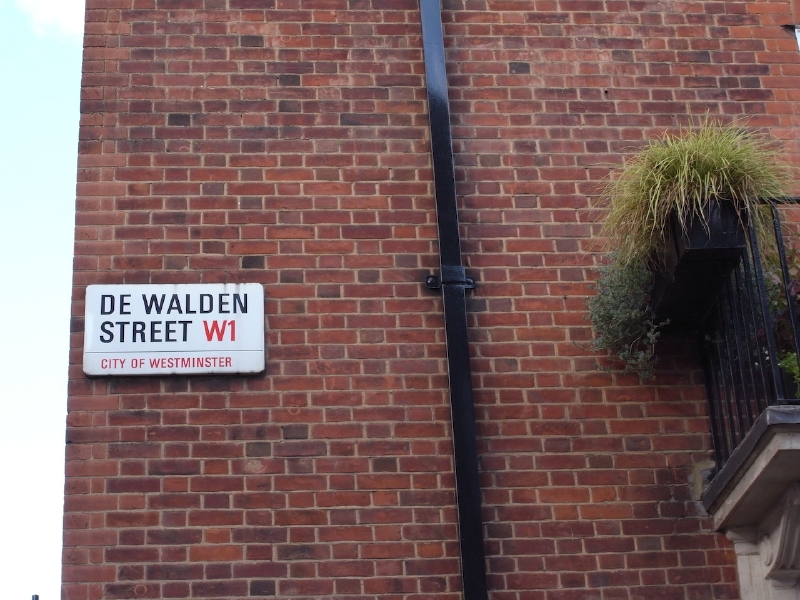 DE WALDEN
STREET W1
CITY OF WESTMINSTER